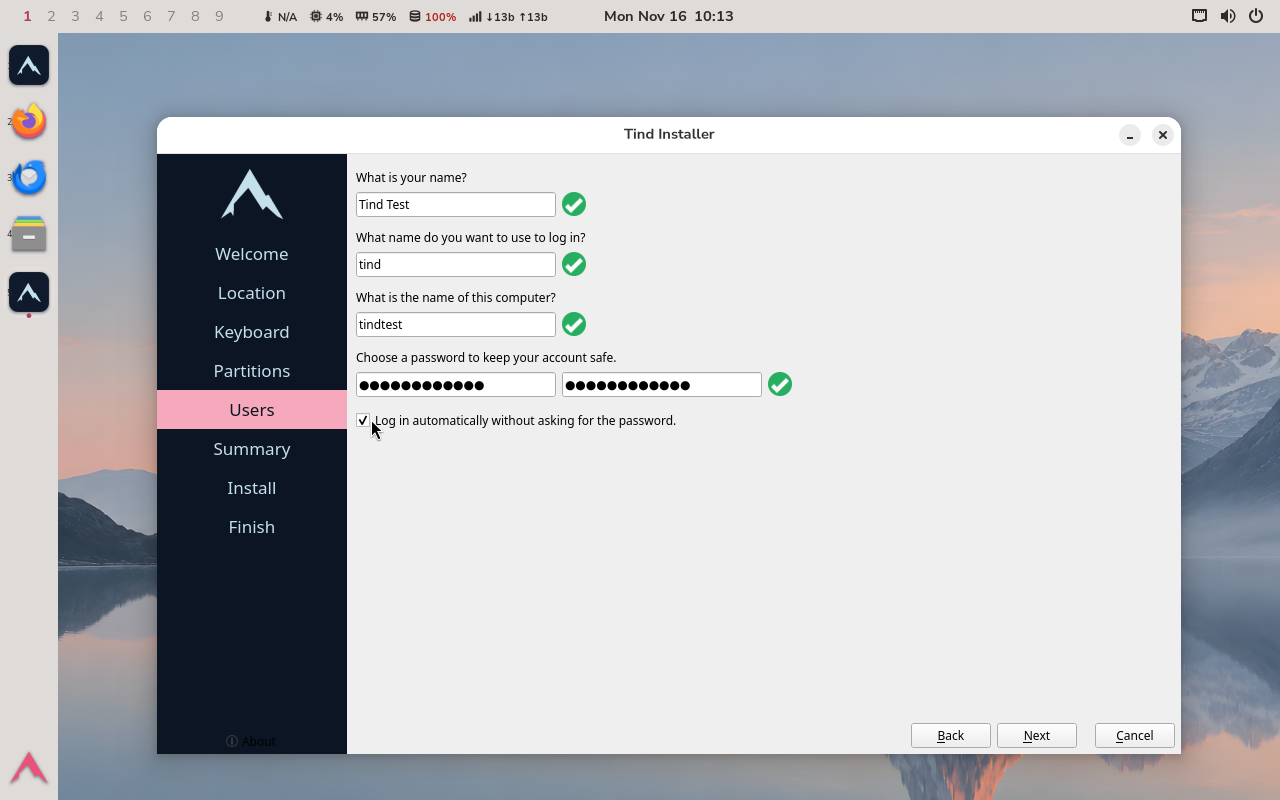 1 2 3 4 5 6 7 8 9 N/A 4% 57% 100% ↓13b ↑13b Mon Nov 16 10:13
Tind Installer
Welcome
Location
Keyboard
Partitions
Users
Summary
Install
Finish
About
What is your name?
Tind Test
What name do you want to use to log in?
tind
What is the name of this computer?
tindtest
Choose a password to keep your account safe.
●●●●●●●●●●●● ●●●●●●●●●●●●
Log in automatically without asking for the password.
Back Next Cancel
2
3
4